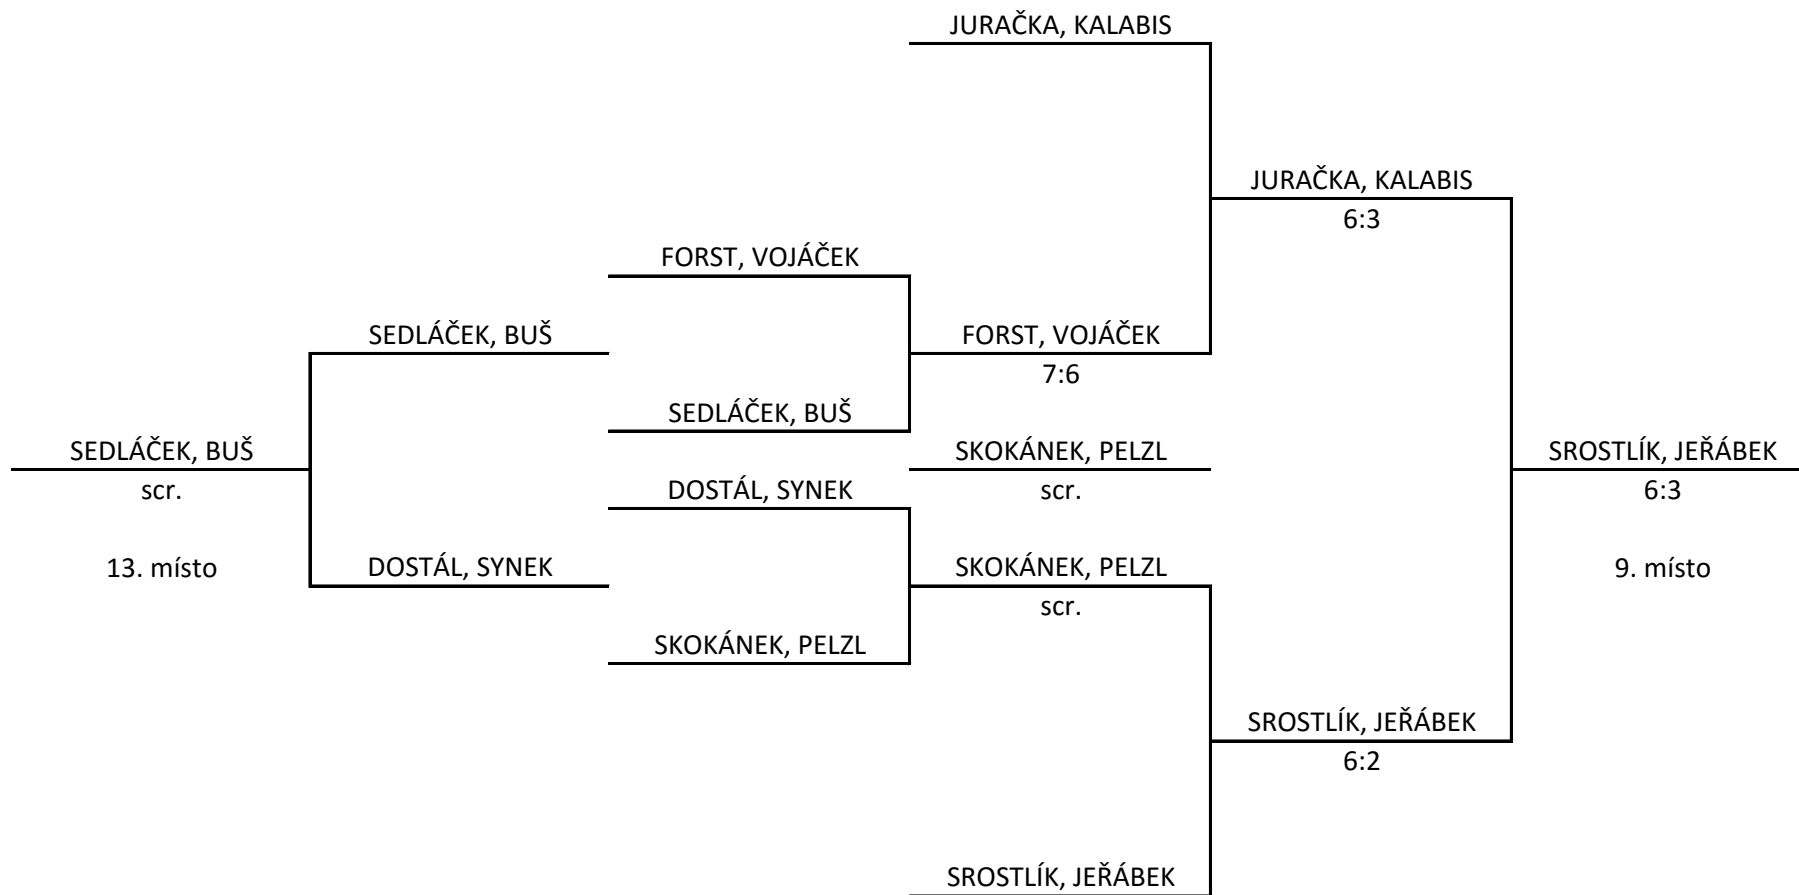 JURAČKA, KALABIS
JURAČKA, KALABIS
6:3
FORST, VOJÁČEK
SEDLÁČEK, BUŠ
FORST, VOJÁČEK
7:6
SEDLÁČEK, BUŠ
SEDLÁČEK, BUŠ
SKOKÁNEK, PELZL
SROSTLÍK, JEŘÁBEK
scr.
DOSTÁL, SYNEK
scr.
6:3
13. místo
DOSTÁL, SYNEK
SKOKÁNEK, PELZL
9. místo
scr.
SKOKÁNEK, PELZL
SROSTLÍK, JEŘÁBEK
6:2
SROSTLÍK, JEŘÁBEK